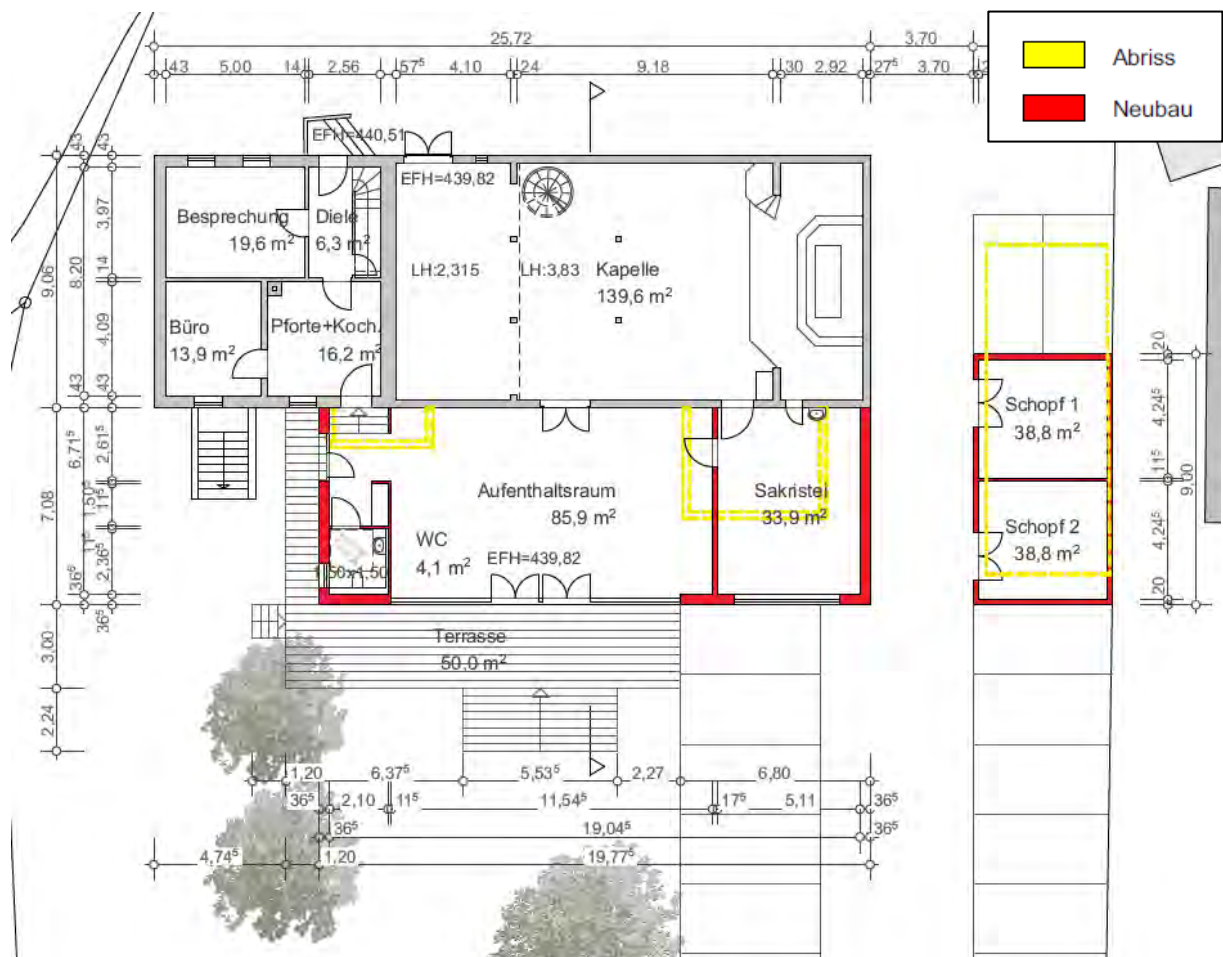 25,72
3,70
43
5,00
14
2,56
57⁵
4,10
24
9,18
30
2,92
27⁵
3,70
Abriss
Neubau
EFH=440,51
EFH=439,82
Besprechung
19,6 m²
Diele
6,3 m²
LH:2,315
LH:3,83
Kapelle
139,6 m²
Büro
13,9 m²
Pforte+Koch.
16,2 m²
43
43
3,97
14
8,20
9,06
4,09
43
43
6,71⁵
2,61⁵
11⁵
1,50⁵
7,08
2,36⁵
11⁵
36⁵
36⁵
3,00
2,24
Aufenthaltsraum
85,9 m²
Sakristei
33,9 m²
WC
4,1 m²
EFH=439,82
1,50x1,50
Terrasse
50,0 m²
Schopf 1
38,8 m²
Schopf 2
38,8 m²
20
4,24⁵
11⁵
9,00
4,24⁵
20
1,20
6,37⁵
5,53⁵
2,27
6,80
36⁵
2,10
11⁵
11,54⁵
17⁵
5,11
36⁵
36⁵
19,04⁵
36⁵
4,74⁵
1,20
19,77⁵